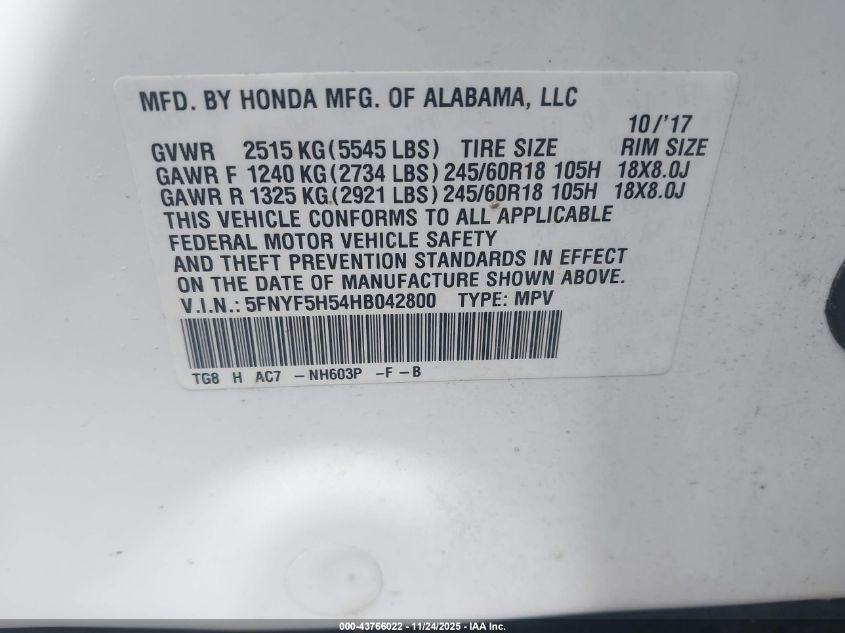 MFD. BY HONDA MFG. OF ALABAMA, LLC
10/'17
GVWR 2515 KG(5545 LBS) TIRE SIZE RIM SIZE
GAWR F 1240 KG(2734 LBS)245/60R18 105H 18X8.0J
GAWR R 1325 KG(2921 LBS)245/60R18 105H 18X8.0J
THIS VEHICLE CONFORMS TO ALL APPLICABLE
FEDERAL MOTOR VEHICLE SAFETY
AND THEFT PREVENTION STANDARDS IN EFFECT
ON THE DATE OF MANUFACTURE SHOWN ABOVE.
V.I.N.: 5FNYF5H54HB042800 TYPE: MPV
TG8 H AC7 -NH603P -F-B
000-43766022 - 11/24/2025 - IAA Inc.